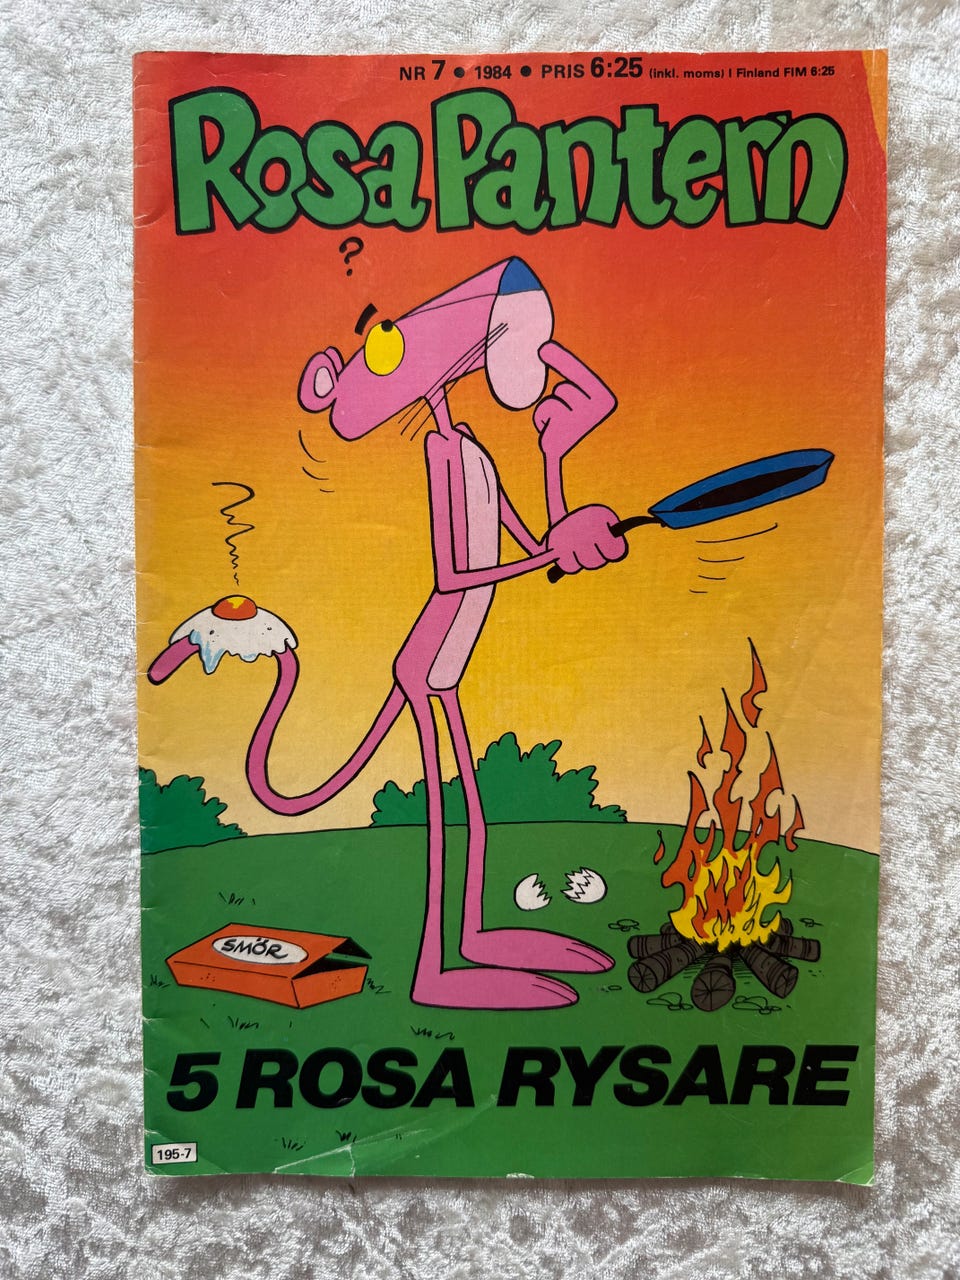 NR 7 • 1984 • PRIS 6:25 (inkl. moms) I Finland FIM 6:25
Rosa Pantern
?
SMÖR
5 ROSA RYSARE
195-7